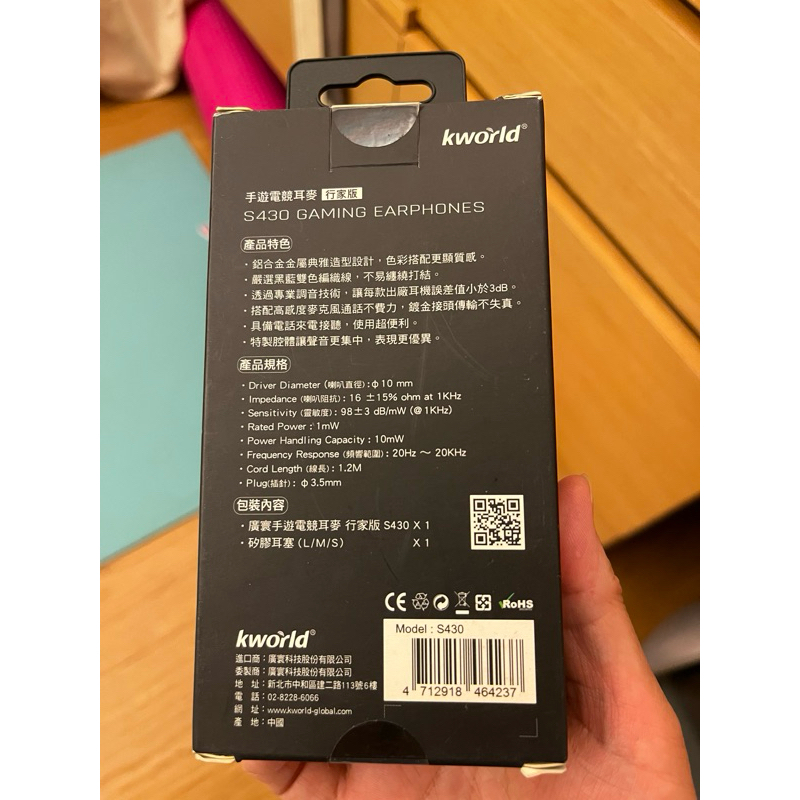 kworld®
手遊電競耳麥 行家版
S430 GAMING EARPHONES
產品特色
・鋁合金金屬典雅造型設計，色彩搭配更顯質感。
・嚴選黑藍雙色編織線，不易纏繞打結。
・透過專業調音技術，讓每款出廠耳機誤差值小於3dB。
・搭配高感度麥克風通話不費力，鍍金接頭傳輸不失真。
・具備電話來電接聽，使用超便利。
・特製腔體讓聲音更集中，表現更優異。
產品規格
・Driver Diameter (喇叭直徑):φ10 mm
・Impedance (喇叭阻抗): 16 ±15% ohm at 1KHz
・Sensitivity (靈敏度): 98±3 dB/mW (@1KHz)
・Rated Power : 1mW
・Power Handling Capacity : 10mW
・Frequency Response (頻響範圍): 20Hz ～ 20KHz
・Cord Length (線長): 1.2M
・Plug(插針): φ3.5mm
包裝內容
・廣寰手遊電競耳麥 行家版 S430 X 1
・矽膠耳塞 (L/M/S) X 1
CE RoHS
Model : S430
4 712918 464237
kworld®
進口商：廣寰科技股份有限公司
委製商：廣寰科技股份有限公司
地 址：新北市中和區建二路113號6樓
電 話：02-8228-6066
網 址：www.kworld-global.com
產 地：中國